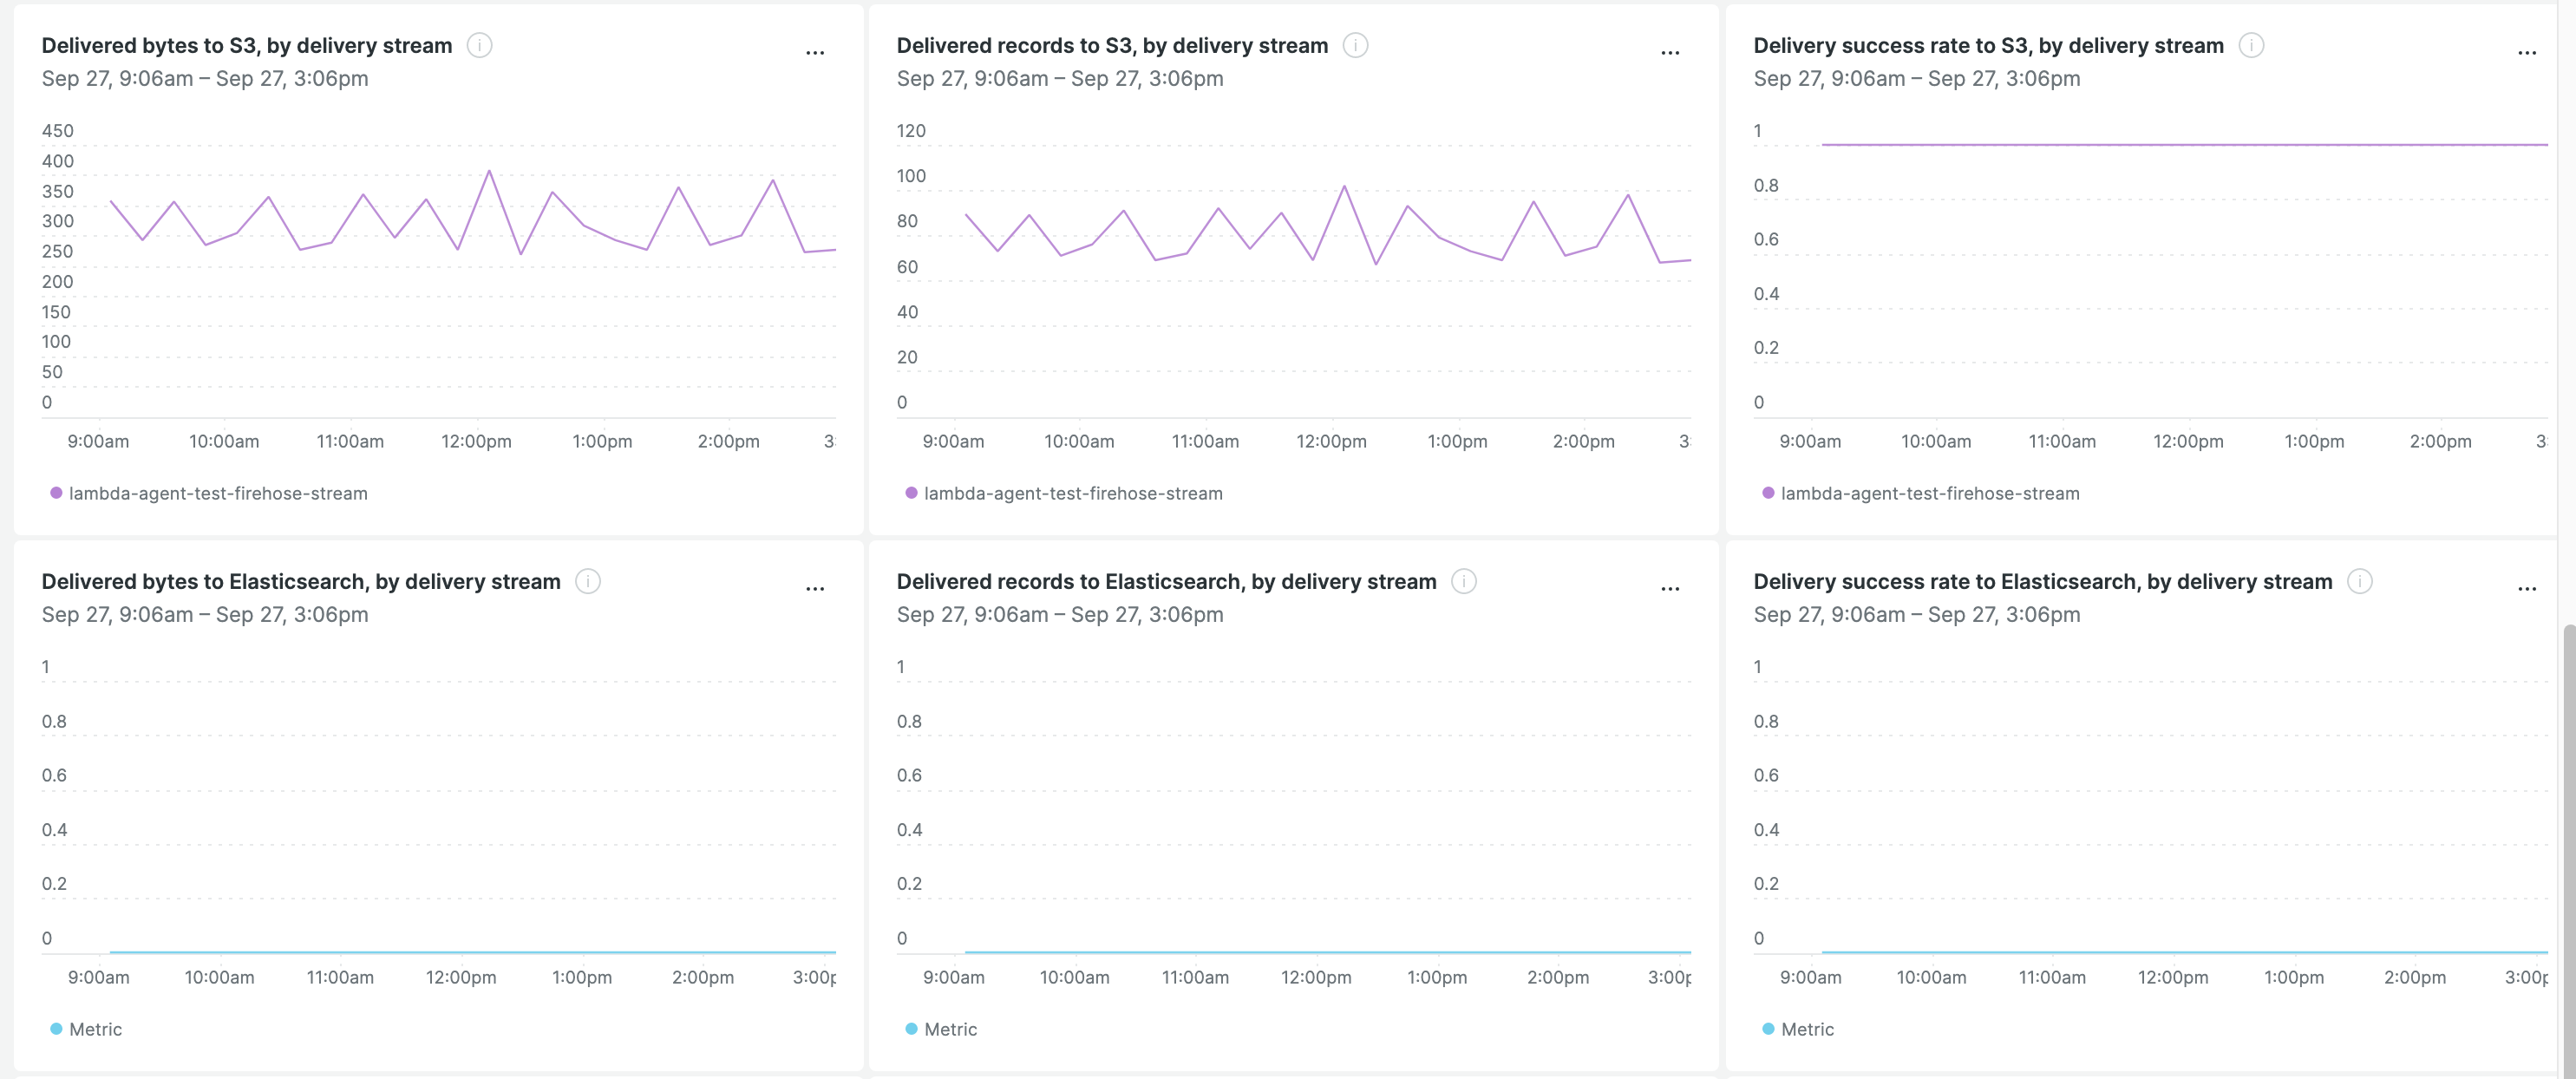 Delivered bytes to S3, by delivery stream
Sep 27, 9:06am – Sep 27, 3:06pm
450
400
350
300
250
200
150
100
50
0
9:00am 10:00am 11:00am 12:00pm 1:00pm 2:00pm 3:
lambda-agent-test-firehose-stream
Delivered records to S3, by delivery stream
Sep 27, 9:06am – Sep 27, 3:06pm
120
100
80
60
40
20
0
9:00am 10:00am 11:00am 12:00pm 1:00pm 2:00pm 3:
lambda-agent-test-firehose-stream
Delivery success rate to S3, by delivery stream
Sep 27, 9:06am – Sep 27, 3:06pm
1
0.8
0.6
0.4
0.2
0
9:00am 10:00am 11:00am 12:00pm 1:00pm 2:00pm 3:
lambda-agent-test-firehose-stream
Delivered bytes to Elasticsearch, by delivery stream
Sep 27, 9:06am – Sep 27, 3:06pm
1
0.8
0.6
0.4
0.2
0
9:00am 10:00am 11:00am 12:00pm 1:00pm 2:00pm 3:00p
Metric
Delivered records to Elasticsearch, by delivery stream
Sep 27, 9:06am – Sep 27, 3:06pm
1
0.8
0.6
0.4
0.2
0
9:00am 10:00am 11:00am 12:00pm 1:00pm 2:00pm 3:00p
Metric
Delivery success rate to Elasticsearch, by delivery stream
Sep 27, 9:06am – Sep 27, 3:06pm
1
0.8
0.6
0.4
0.2
0
9:00am 10:00am 11:00am 12:00pm 1:00pm 2:00pm 3:00p
Metric